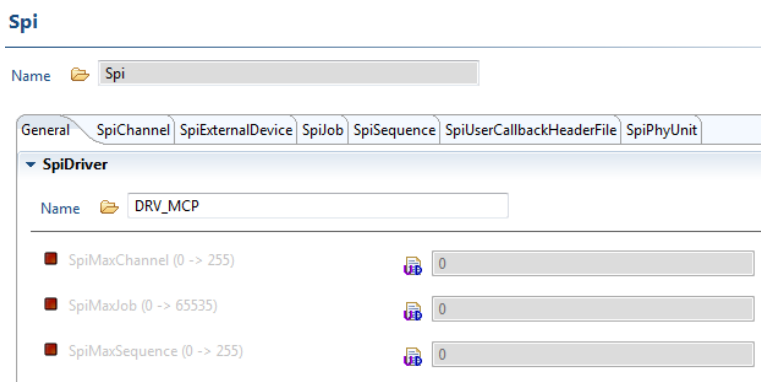 Spi
Name Spi
General SpiChannel SpiExternalDevice SpiJob SpiSequence SpiUserCallbackHeaderFile SpiPhyUnit
SpiDriver
Name DRV_MCP
SpiMaxChannel (0 -> 255) 0
SpiMaxJob (0 -> 65535) 0
SpiMaxSequence (0 -> 255) 0